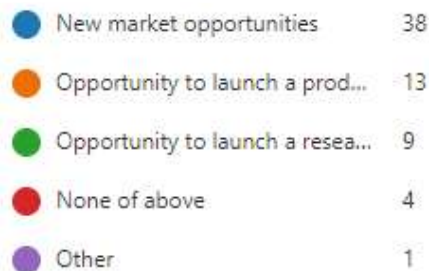 New market opportunities 38
Opportunity to launch a prod... 13
Opportunity to launch a resea... 9
None of above 4
Other 1